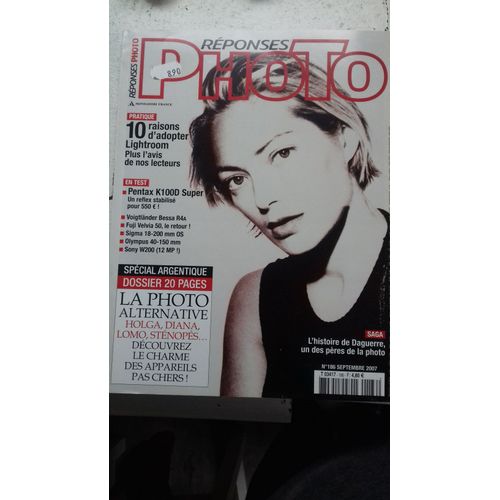 RÉPONSES PHOTO
RÉPONSES
PHOTO
890
MONDADORI FRANCE
PRATIQUE
10 raisons
d'adopter
Lightroom
Plus l'avis
de nos lecteurs
EN TEST
Pentax K100D Super
Un reflex stabilisé
pour 550 € !
Voigtländer Bessa R4A
Fuji Velvia 50, le retour !
Sigma 18-200 mm OS
Olympus 40-150 mm
Sony W200 (12 MP !)
SPÉCIAL ARGENTIQUE
DOSSIER 20 PAGES
LA PHOTO
ALTERNATIVE
HOLGA, DIANA,
LOMO, STÉNOPÉS...
DÉCOUVREZ
LE CHARME
DES APPAREILS
PAS CHERS !
SAGA
L'histoire de Daguerre,
un des pères de la photo
N°186 SEPTEMBRE 2007